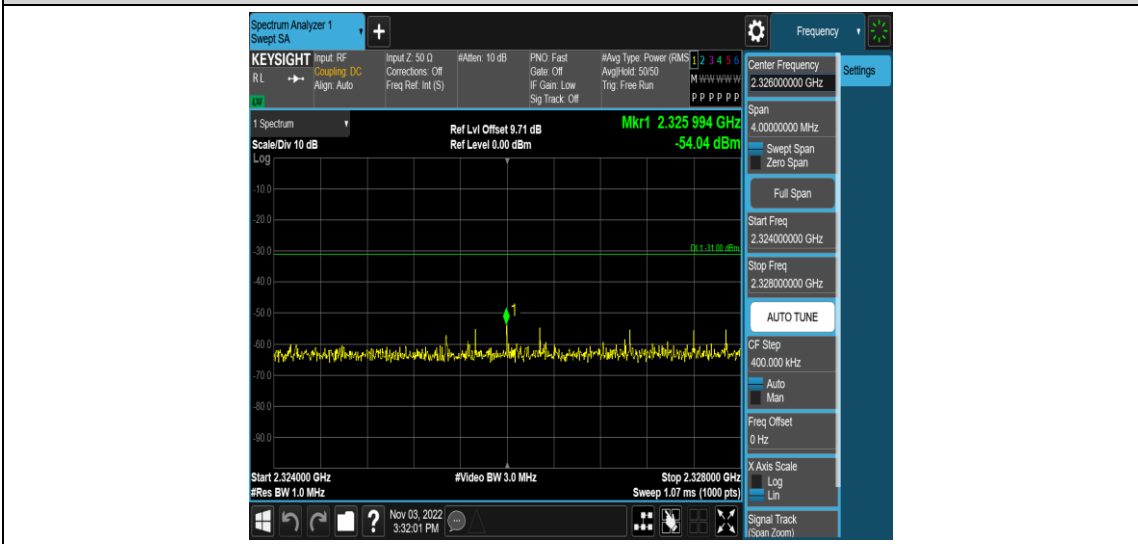 Spectrum Analyzer 1
Swept SA
+
Frequency
KEYSIGHT
RL
LXI
Input: RF
Coupling: DC
Align: Auto
Input Z: 50 Ω
Corrections: Off
Freq Ref: Int (S)
#Atten: 10 dB
PNO: Fast
Gate: Off
IF Gain: Low
Sig Track: Off
#Avg Type: Power (RMS
Avg|Hold: 50/50
Trig: Free Run
1 2 3 4 5 6
M W W W W W
P P P P P P
Center Frequency
2.326000000 GHz
Settings
Span
4.00000000 MHz
Swept Span
Zero Span
Full Span
Start Freq
2.324000000 GHz
Stop Freq
2.328000000 GHz
AUTO TUNE
CF Step
400.000 kHz
Auto
Man
Freq Offset
0 Hz
X Axis Scale
Log
Lin
Signal Track
(Span Zoom)
1 Spectrum
Scale/Div 10 dB
Log
Ref Lvl Offset 9.71 dB
Ref Level 0.00 dBm
Mkr1 2.325 994 GHz
-54.04 dBm
-10.0
-20.0
-30.0
DL1 -31.00 dBm
-40.0
-50.0
1
-60.0
-70.0
-80.0
-90.0
Start 2.324000 GHz
#Res BW 1.0 MHz
#Video BW 3.0 MHz
Stop 2.328000 GHz
Sweep 1.07 ms (1000 pts)
?
Nov 03, 2022
3:32:01 PM